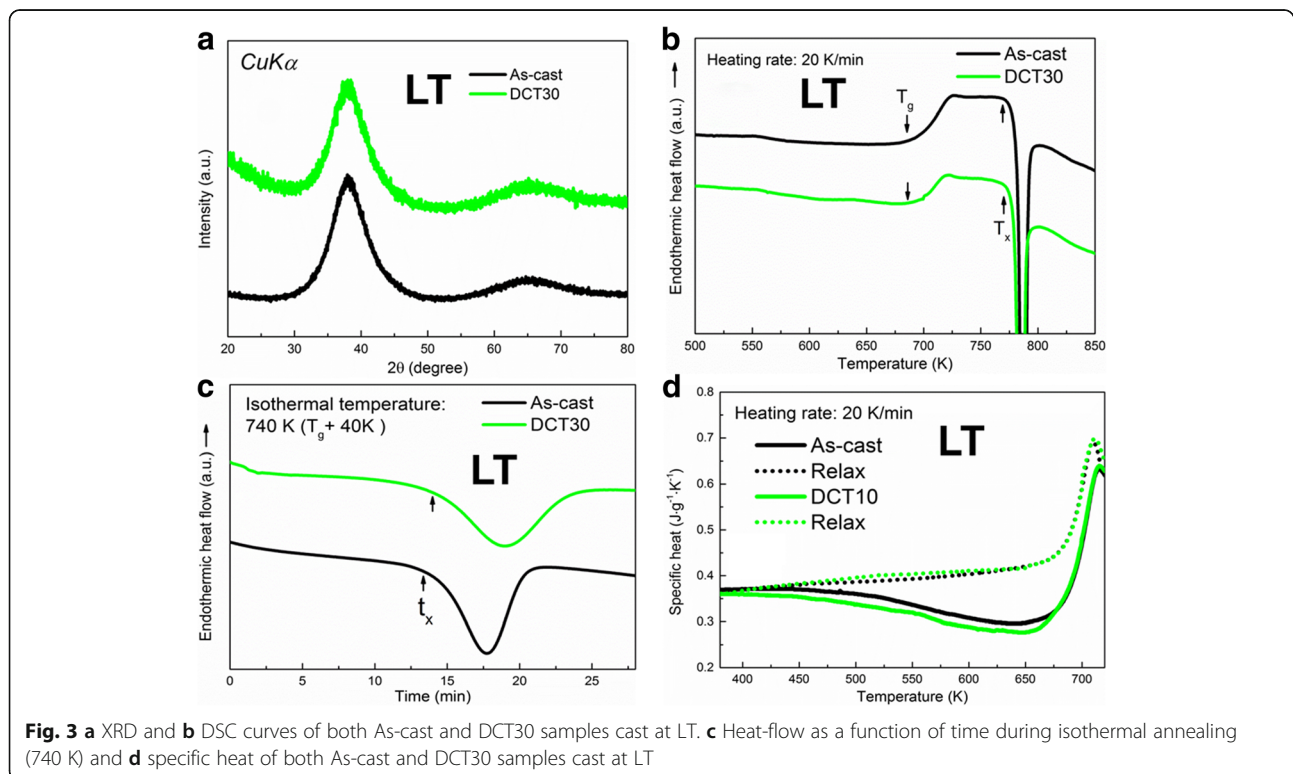 a
CuKα
LT
As-cast
DCT30
Intensity (a.u.)
20 30 40 50 60 70 80
2θ (degree)
b
Heating rate: 20 K/min
LT
As-cast
DCT30
Tg
Tx
Endothermic heat flow (a.u.)
500 550 600 650 700 750 800 850
Temperature (K)
c
Isothermal temperature:
740 K (Tg+ 40K )
As-cast
DCT30
LT
tx
Endothermic heat flow (a.u.)
0 5 10 15 20 25
Time (min)
d
Heating rate: 20 K/min
LT
As-cast
Relax
DCT10
Relax
Specific heat (J·g⁻¹·K⁻¹)
0.8
0.7
0.6
0.5
0.4
0.3
0.2
400 450 500 550 600 650 700
Temperature (K)
Fig. 3 a XRD and b DSC curves of both As-cast and DCT30 samples cast at LT. c Heat-flow as a function of time during isothermal annealing
(740 K) and d specific heat of both As-cast and DCT30 samples cast at LT